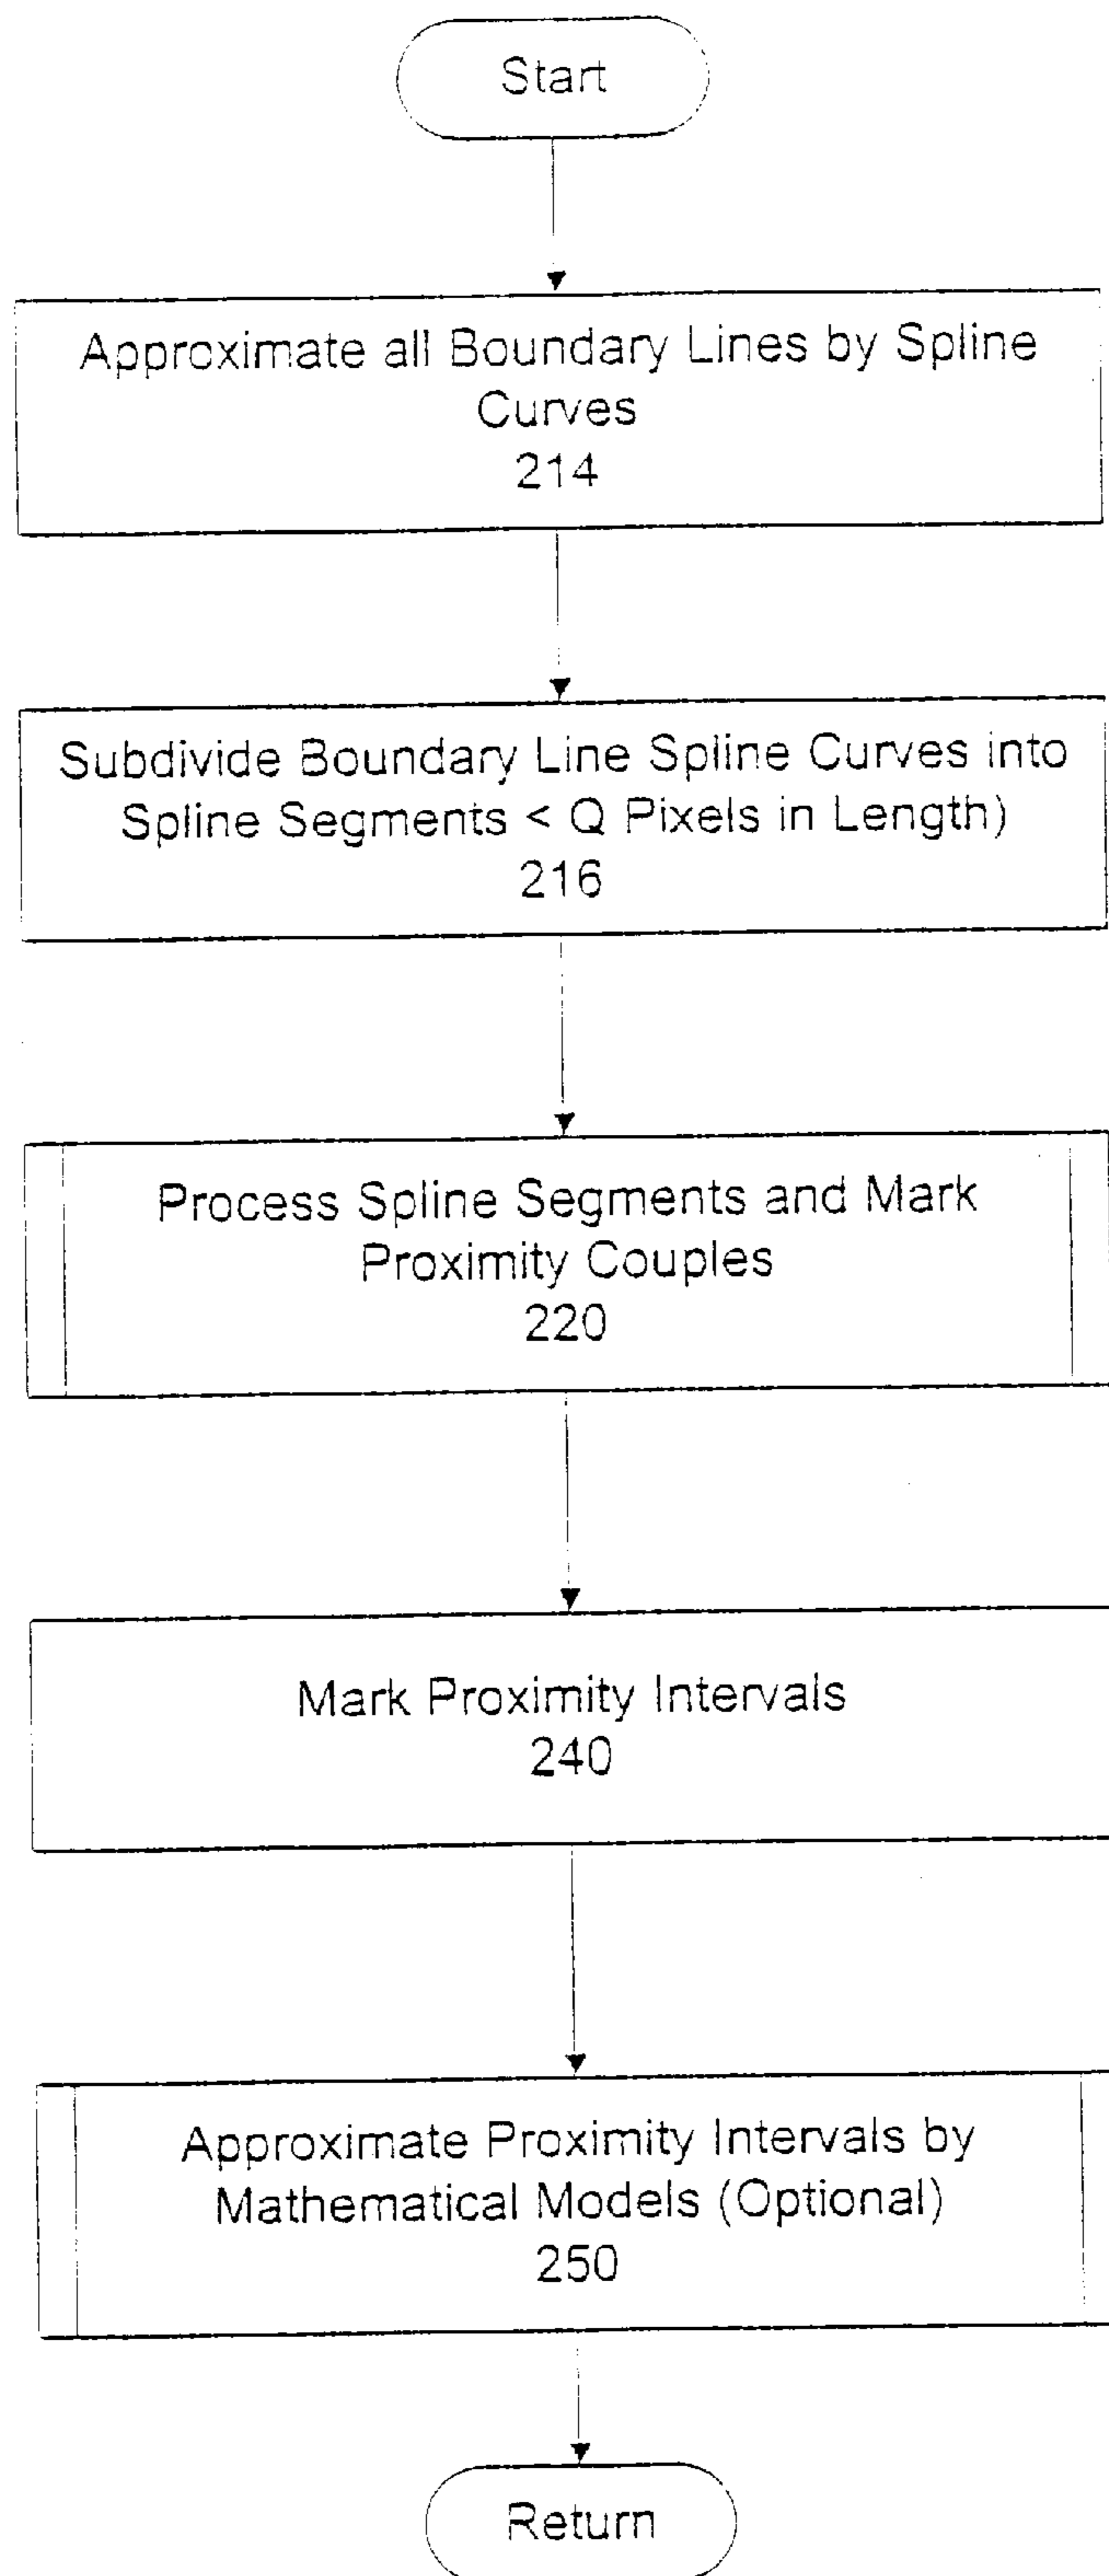 Start
Approximate all Boundary Lines by Spline
Curves
214
Subdivide Boundary Line Spline Curves into
Spline Segments < Q Pixels in Length)
216
Process Spline Segments and Mark
Proximity Couples
220
Mark Proximity Intervals
240
Approximate Proximity Intervals by
Mathematical Models (Optional)
250
Return